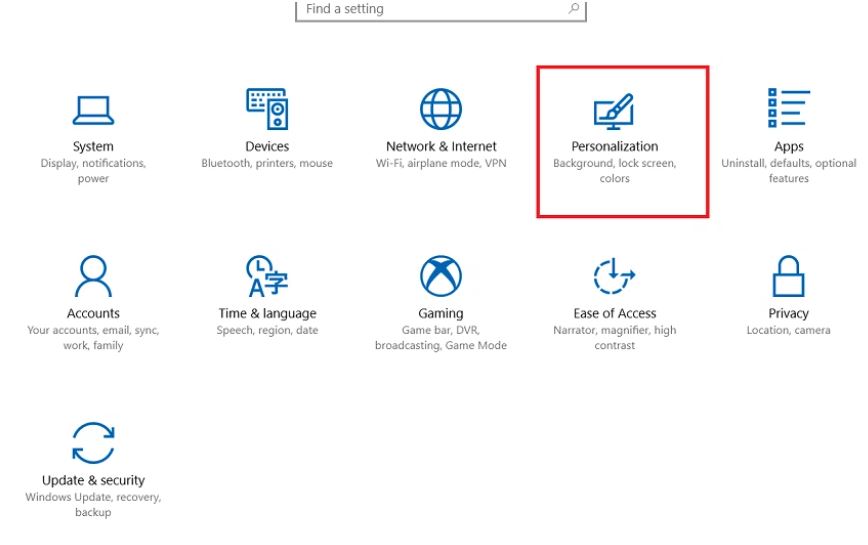 Find a setting
System
Display, notifications,
power
Devices
Bluetooth, printers, mouse
Network & Internet
Wi-Fi, airplane mode, VPN
Personalization
Background, lock screen,
colors
Apps
Uninstall, defaults, optional
features
Accounts
Your accounts, email, sync,
work, family
Time & language
Speech, region, date
Gaming
Game bar, DVR,
broadcasting, Game Mode
Ease of Access
Narrator, magnifier, high
contrast
Privacy
Location, camera
Update & security
Windows Update, recovery,
backup